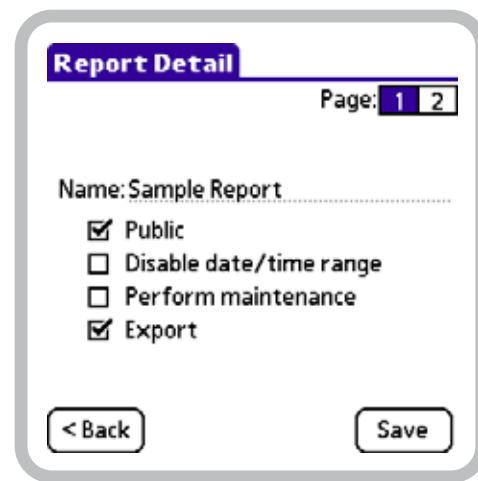 Report Detail
Page: 1 2
Name: Sample Report
Public
Disable date/time range
Perform maintenance
Export
< Back Save